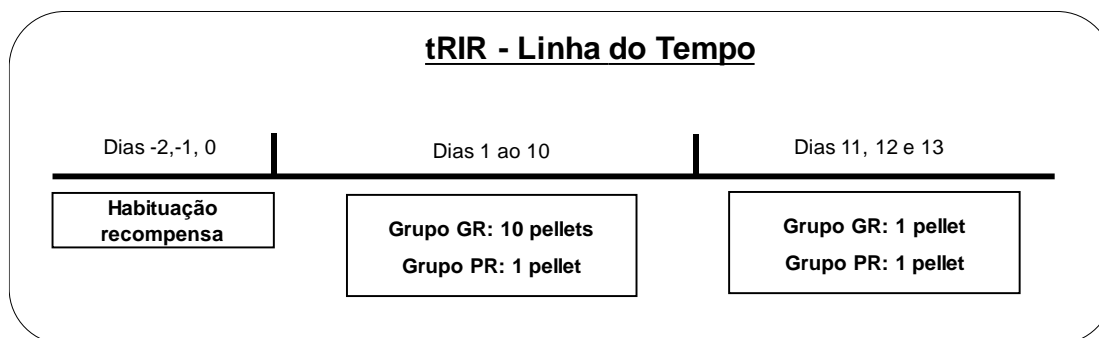 tRIR - Linha do Tempo
Dias -2,-1, 0
Dias 1 ao 10
Dias 11, 12 e 13
Habituação
recompensa
Grupo GR: 10 pellets
Grupo PR: 1 pellet
Grupo GR: 1 pellet
Grupo PR: 1 pellet